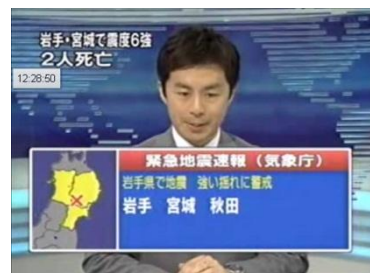 岩手・宮城で震度6強
2人死亡
12:28:50
緊急地震速報(気象庁)
岩手県で地震 強い揺れに警戒
岩手 宮城 秋田